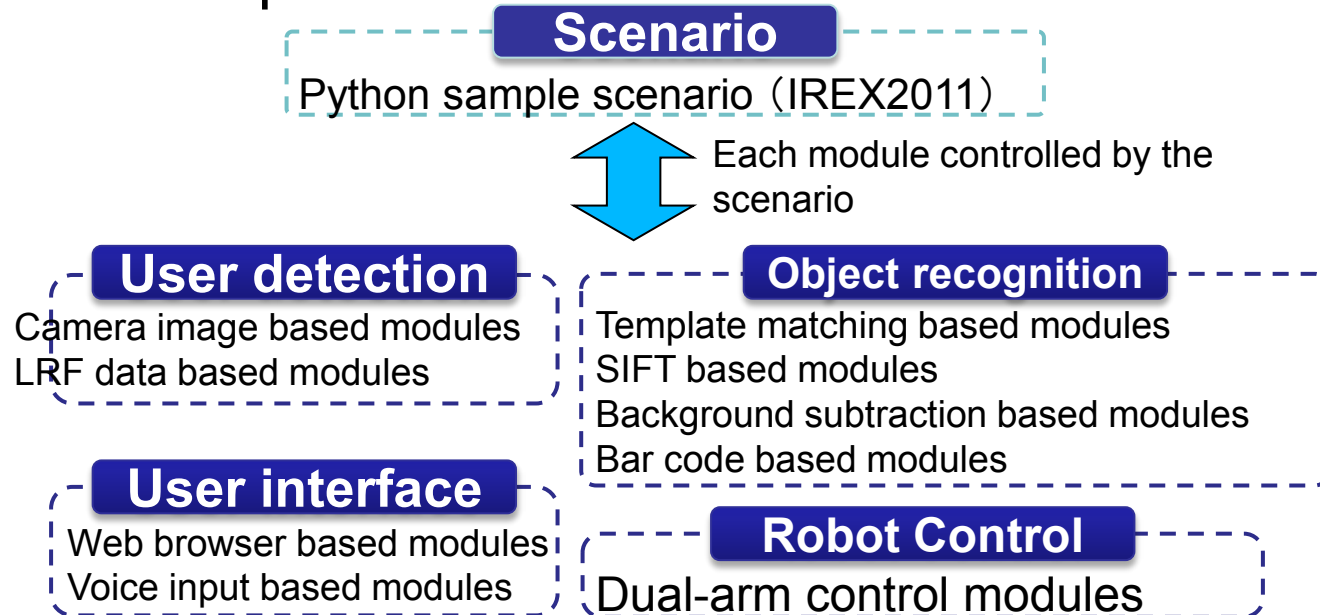 Scenario
Python sample scenario（IREX2011）
Each module controlled by the
scenario
User detection
Camera image based modules
LRF data based modules
Object recognition
Template matching based modules
SIFT based modules
Background subtraction based modules
Bar code based modules
User interface
Web browser based modules
Voice input based modules
Robot Control
Dual-arm control modules